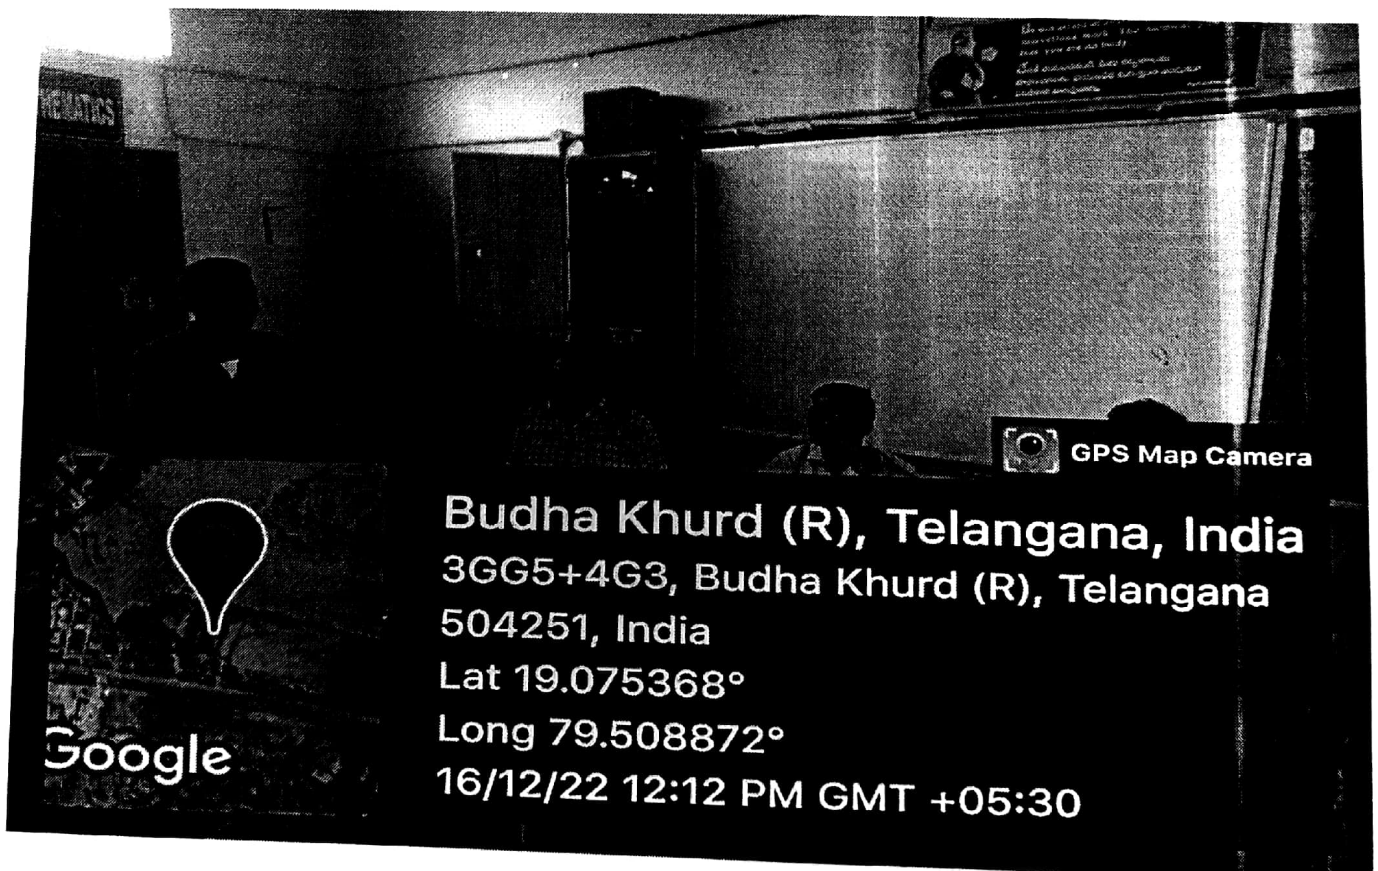 HEMATICS
GPS Map Camera
Budha Khurd (R), Telangana, India
3GG5+4G3, Budha Khurd (R), Telangana
504251, India
Lat 19.075368°
Long 79.508872°
16/12/22 12:12 PM GMT +05:30
Google